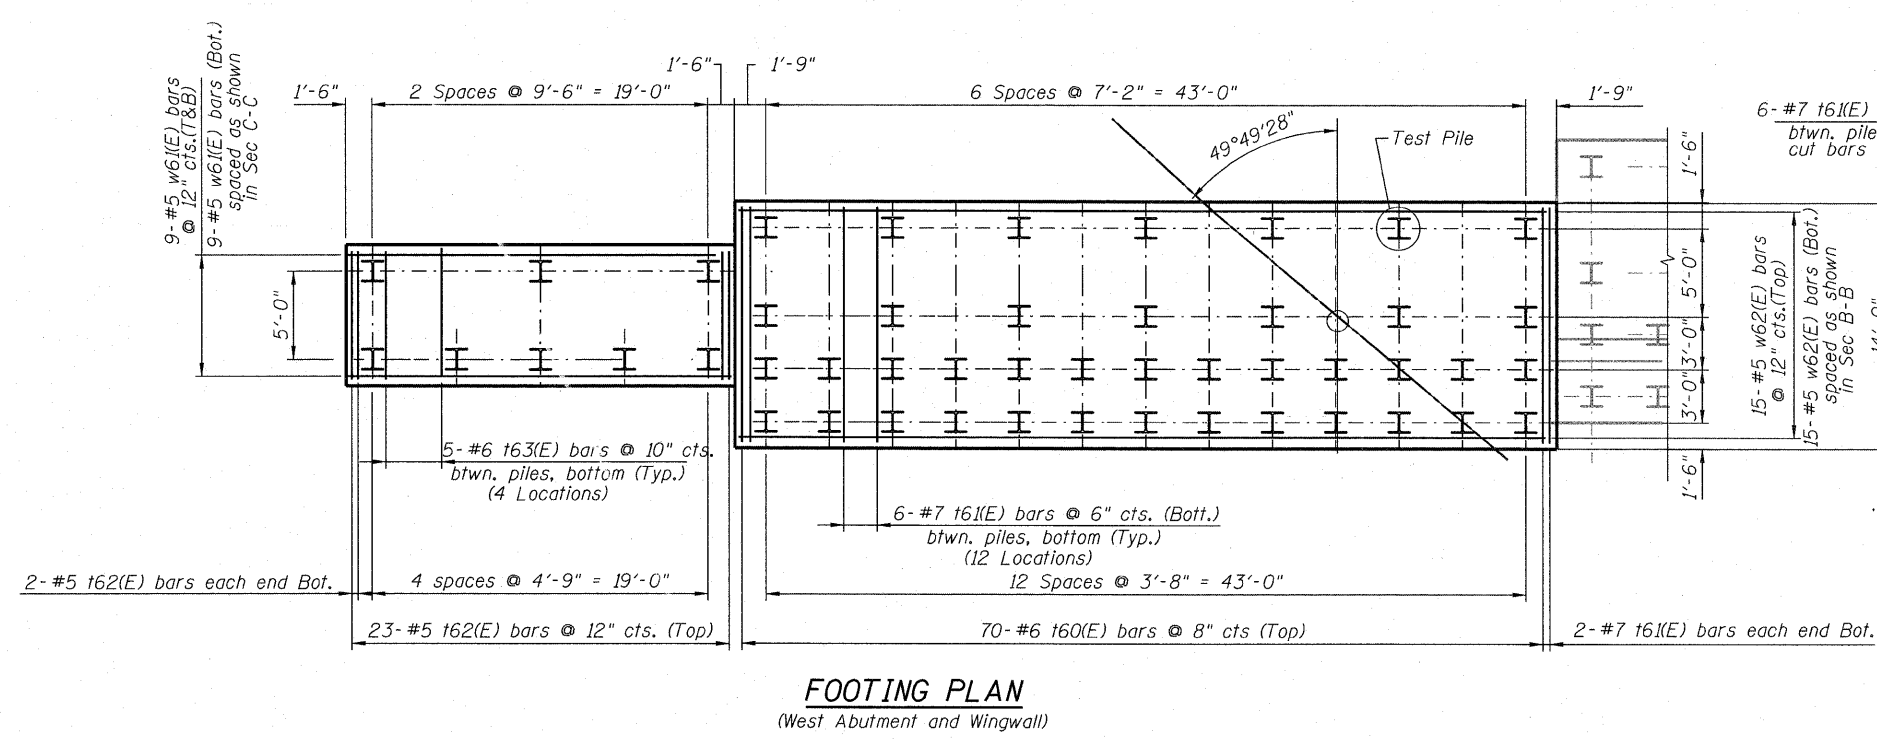 9-#5 w61(E) bars
@ 12" cts.(T&B)
9-#5 w61(E) bars (Bot.)
spaced as shown
in Sec C-C
1'-6"
2 Spaces @ 9'-6" = 19'-0"
1'-6"
1'-9"
6 Spaces @ 7'-2" = 43'-0"
1'-9"
6-#7 t61(E)
btwn. pile
cut bars
49°49'28"
Test Pile
1'-6"
5'-0"
3'-0"
3'-0"
1'-6"
15-#5 w62(E) bars
@ 12" cts.(Top)
15-#5 w62(E) bars (Bot.)
spaced as shown
in Sec B-B
14'-0"
5'-0"
5-#6 t63(E) bars @ 10" cts.
btwn. piles, bottom (Typ.)
(4 Locations)
6-#7 t61(E) bars @ 6" cts. (Bott.)
btwn. piles, bottom (Typ.)
(12 Locations)
2-#5 t62(E) bars each end Bot.
4 spaces @ 4'-9" = 19'-0"
12 Spaces @ 3'-8" = 43'-0"
23-#5 t62(E) bars @ 12" cts. (Top)
70-#6 t60(E) bars @ 8" cts (Top)
2-#7 t61(E) bars each end Bot.
FOOTING PLAN
(West Abutment and Wingwall)